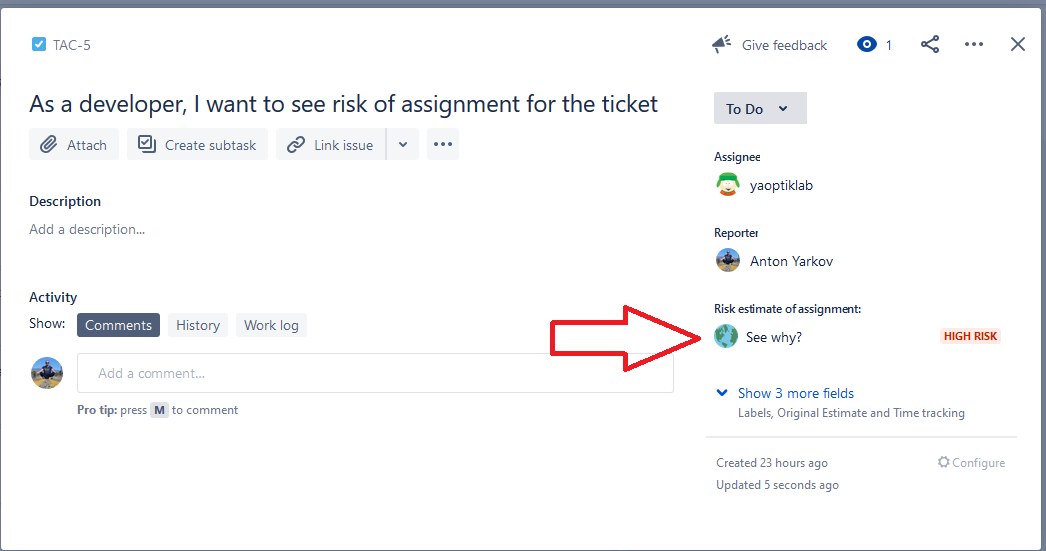 TAC-5
Give feedback
1
As a developer, I want to see risk of assignment for the ticket
Attach
Create subtask
Link issue
To Do
Assignee
yaoptiklab
Description
Add a description...
Reporter
Anton Yarkov
Activity
Show:
Comments
History
Work log
Risk estimate of assignment:
See why?
HIGH RISK
Add a comment...
Pro tip: press M to comment
Show 3 more fields
Labels, Original Estimate and Time tracking
Created 23 hours ago
Configure
Updated 5 seconds ago